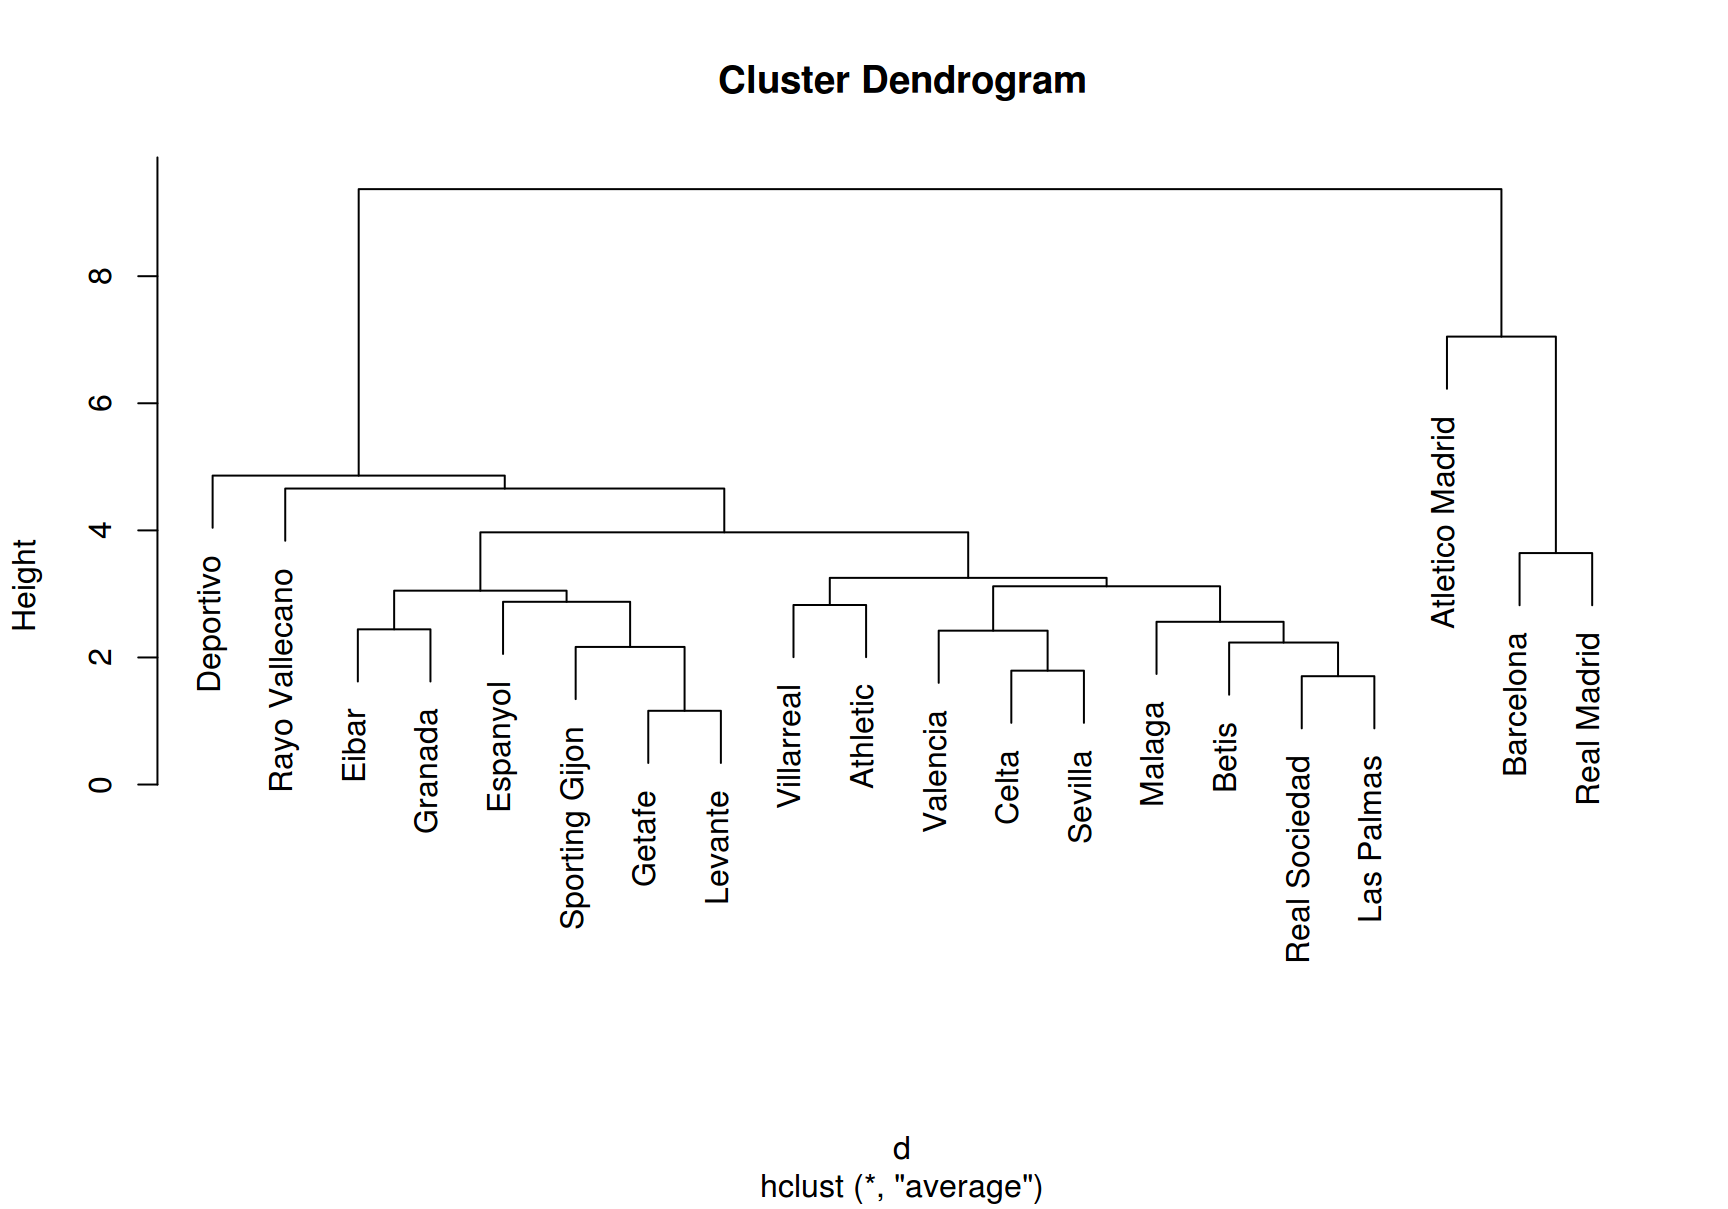 Cluster Dendrogram
Height
8
6
4
2
0
Deportivo
Rayo Vallecano
Eibar
Granada
Espanyol
Sporting Gijon
Getafe
Levante
Villarreal
Athletic
Valencia
Celta
Sevilla
Malaga
Betis
Real Sociedad
Las Palmas
Atletico Madrid
Barcelona
Real Madrid
d
hclust (*, "average")